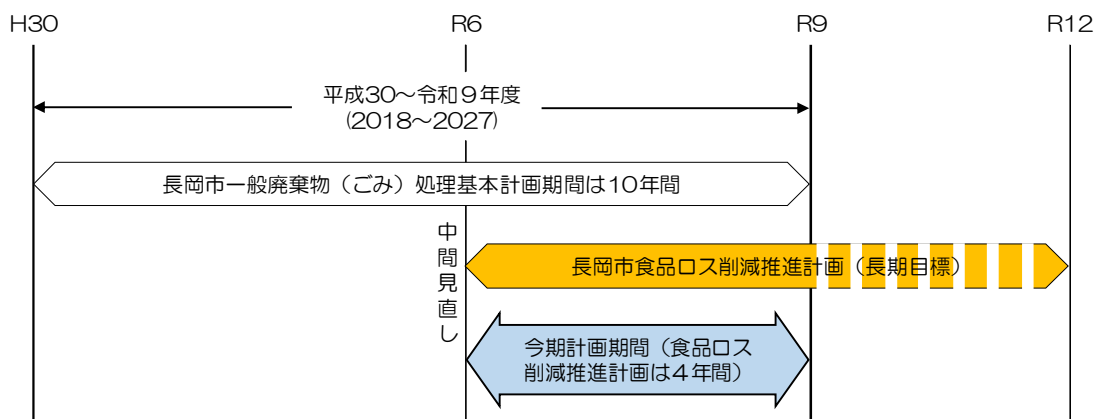 H30
R6
R9
R12
平成30～令和９年度
(2018～2027)
長岡市一般廃棄物（ごみ）処理基本計画期間は10年間
中間見直し
長岡市食品ロス削減推進計画（長期目標）
今期計画期間（食品ロス
削減推進計画は４年間）